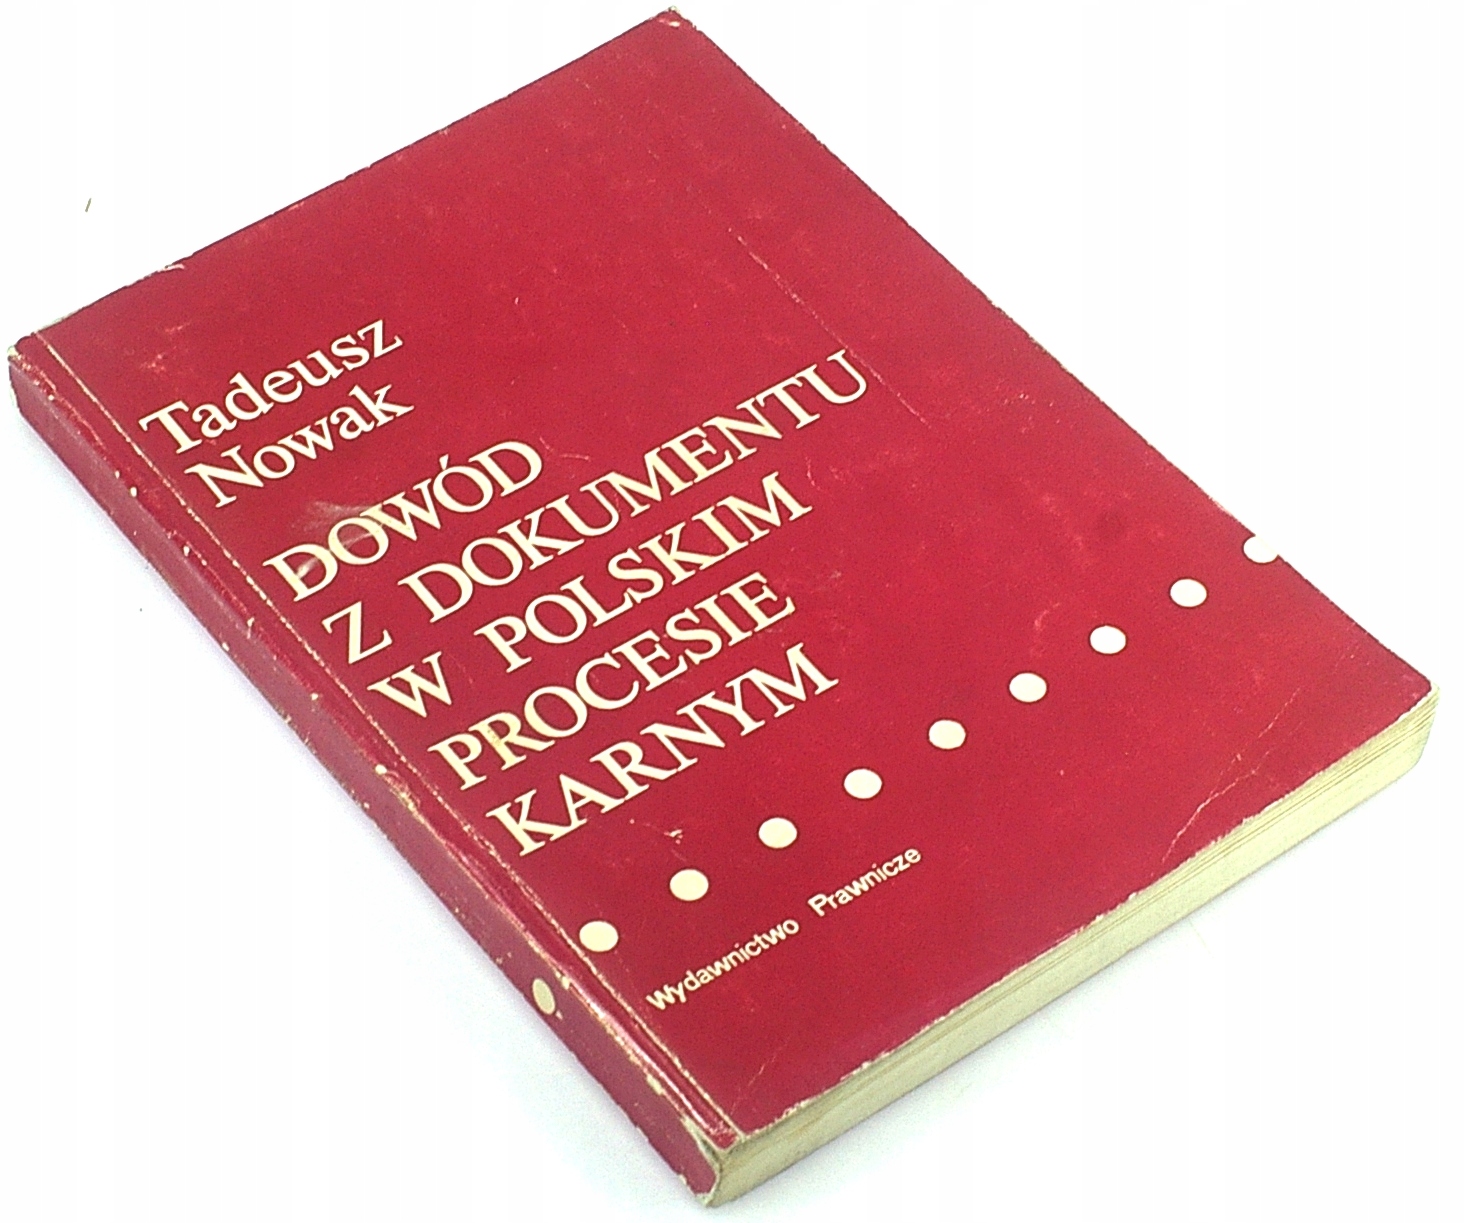 Tadeusz
Nowak
DOWÓD
Z DOKUMENTU
W POLSKIM
PROCESIE
KARNYM
Wydawnictwo Prawnicze